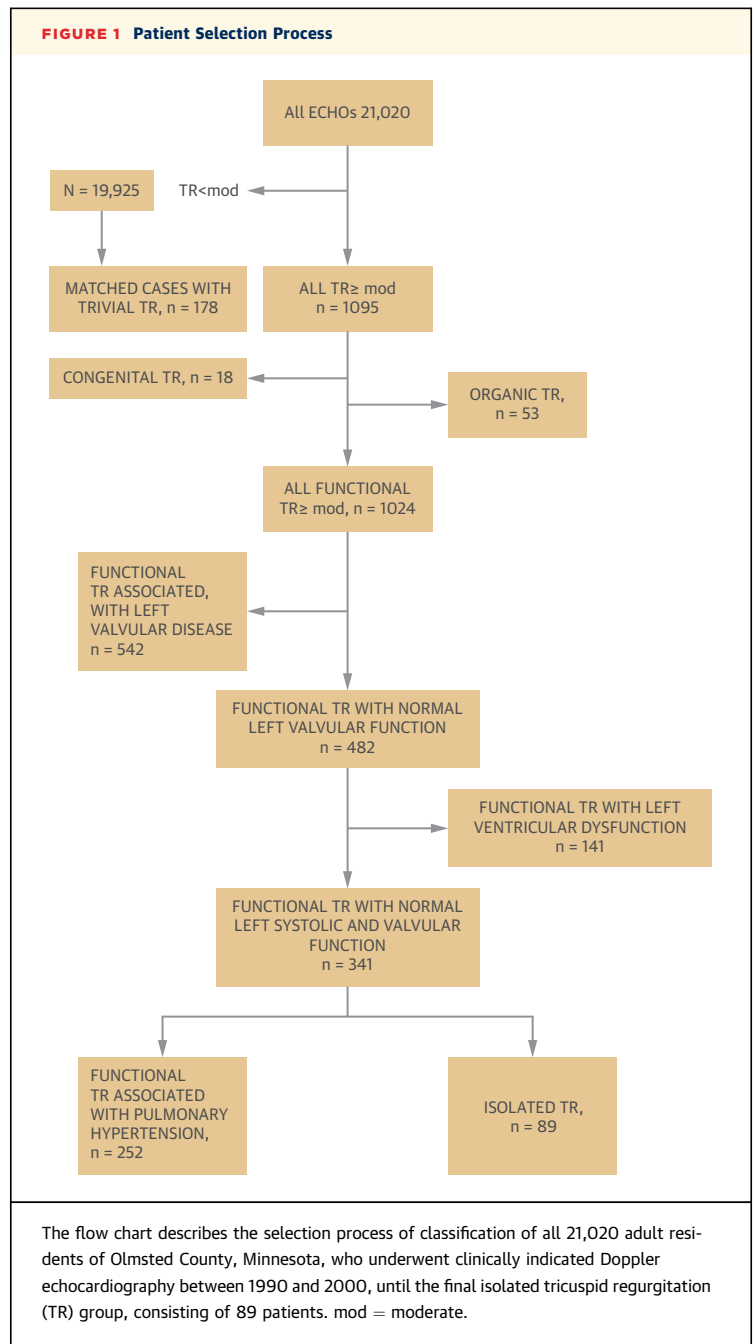 FIGURE 1 Patient Selection Process
All ECHOs 21,020
N = 19,925
TR<mod
MATCHED CASES WITH
TRIVIAL TR, n = 178
ALL TR≥ mod
n = 1095
CONGENITAL TR, n = 18
ORGANIC TR,
n = 53
ALL FUNCTIONAL
TR≥ mod, n = 1024
FUNCTIONAL
TR ASSOCIATED,
WITH LEFT
VALVULAR DISEASE
n = 542
FUNCTIONAL TR WITH NORMAL
LEFT VALVULAR FUNCTION
n = 482
FUNCTIONAL TR WITH LEFT
VENTRICULAR DYSFUNCTION
n = 141
FUNCTIONAL TR WITH NORMAL
LEFT SYSTOLIC AND VALVULAR
FUNCTION
n = 341
FUNCTIONAL
TR ASSOCIATED
WITH PULMONARY
HYPERTENSION,
n = 252
ISOLATED TR,
n = 89
The flow chart describes the selection process of classification of all 21,020 adult resi-
dents of Olmsted County, Minnesota, who underwent clinically indicated Doppler
echocardiography between 1990 and 2000, until the final isolated tricuspid regurgitation
(TR) group, consisting of 89 patients. mod = moderate.